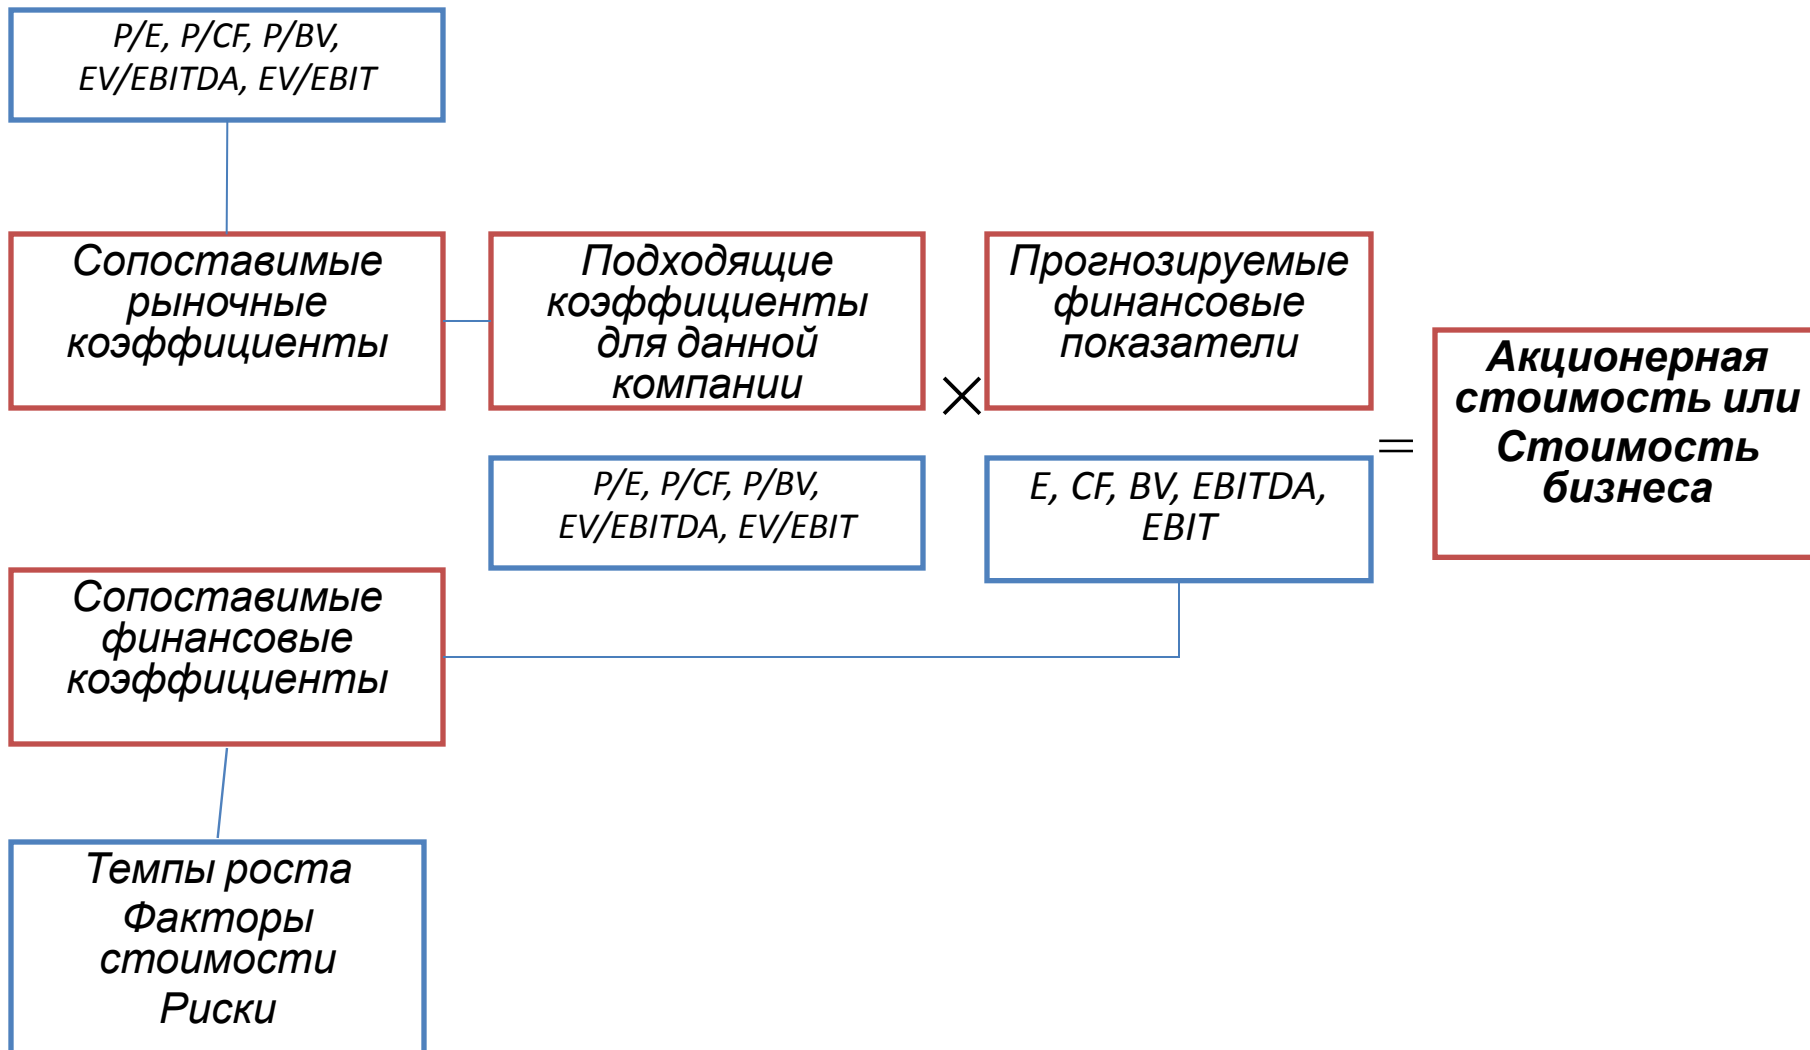 P/E, P/CF, P/BV,
EV/EBITDA, EV/EBIT
Сопоставимые
рыночные
коэффициенты
Подходящие
коэффициенты
для данной
компании
×
Прогнозируемые
финансовые
показатели
P/E, P/CF, P/BV,
EV/EBITDA, EV/EBIT
E, CF, BV, EBITDA,
EBIT
=
Акционерная
стоимость или
Стоимость
бизнеса
Сопоставимые
финансовые
коэффициенты
Темпы роста
Факторы
стоимости
Риски